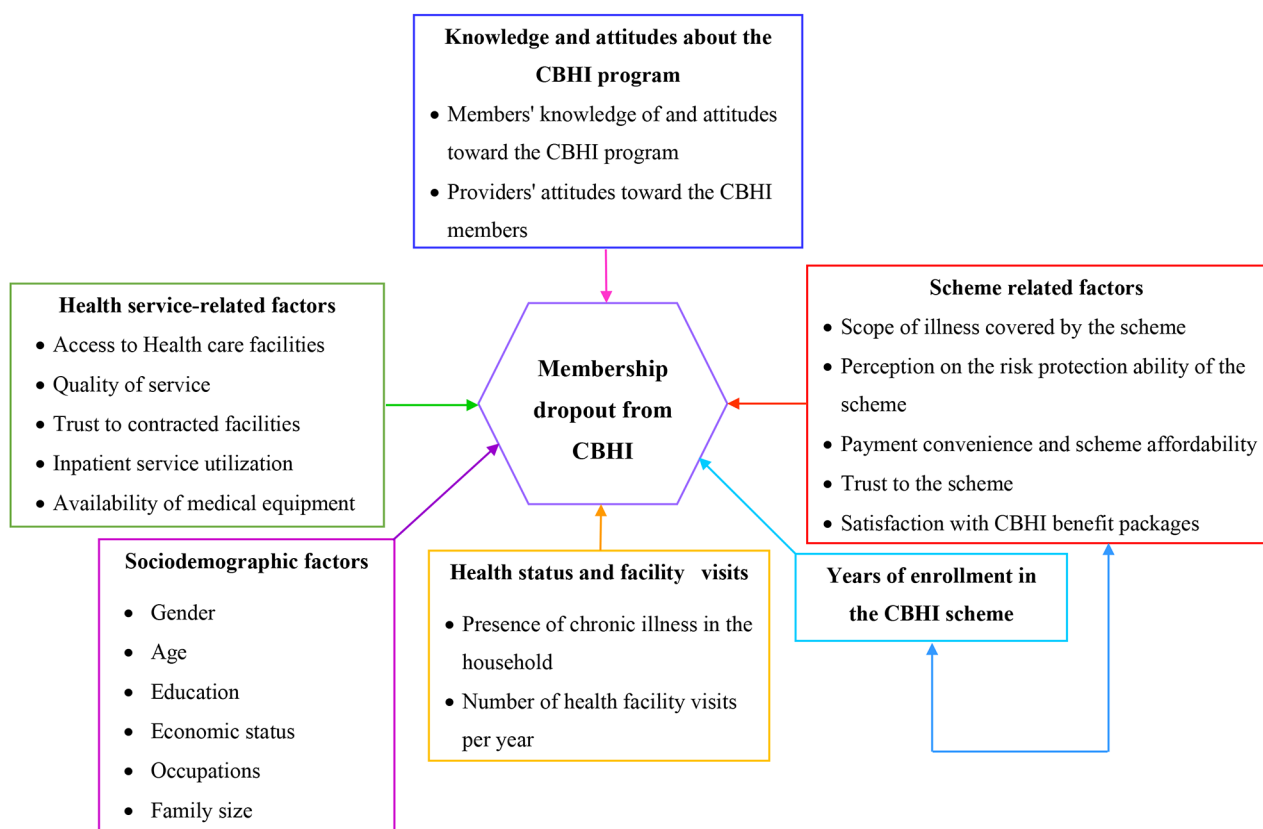 Knowledge and attitudes about the
CBHI program
• Members' knowledge of and attitudes
toward the CBHI program
• Providers' attitudes toward the CBHI
members
Health service-related factors
• Access to Health care facilities
• Quality of service
• Trust to contracted facilities
• Inpatient service utilization
• Availability of medical equipment
Membership
dropout from
CBHI
Scheme related factors
• Scope of illness covered by the scheme
• Perception on the risk protection ability of the
scheme
• Payment convenience and scheme affordability
• Trust to the scheme
• Satisfaction with CBHI benefit packages
Sociodemographic factors
• Gender
• Age
• Education
• Economic status
• Occupations
• Family size
Health status and facility visits
• Presence of chronic illness in the
household
• Number of health facility visits
per year
Years of enrollment in
the CBHI scheme